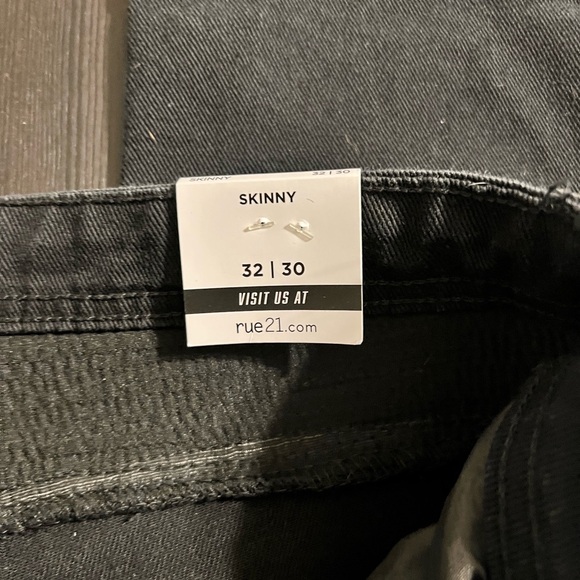 SKINNY 32 | 30
SKINNY
32 | 30
VISIT US AT
rue21.com